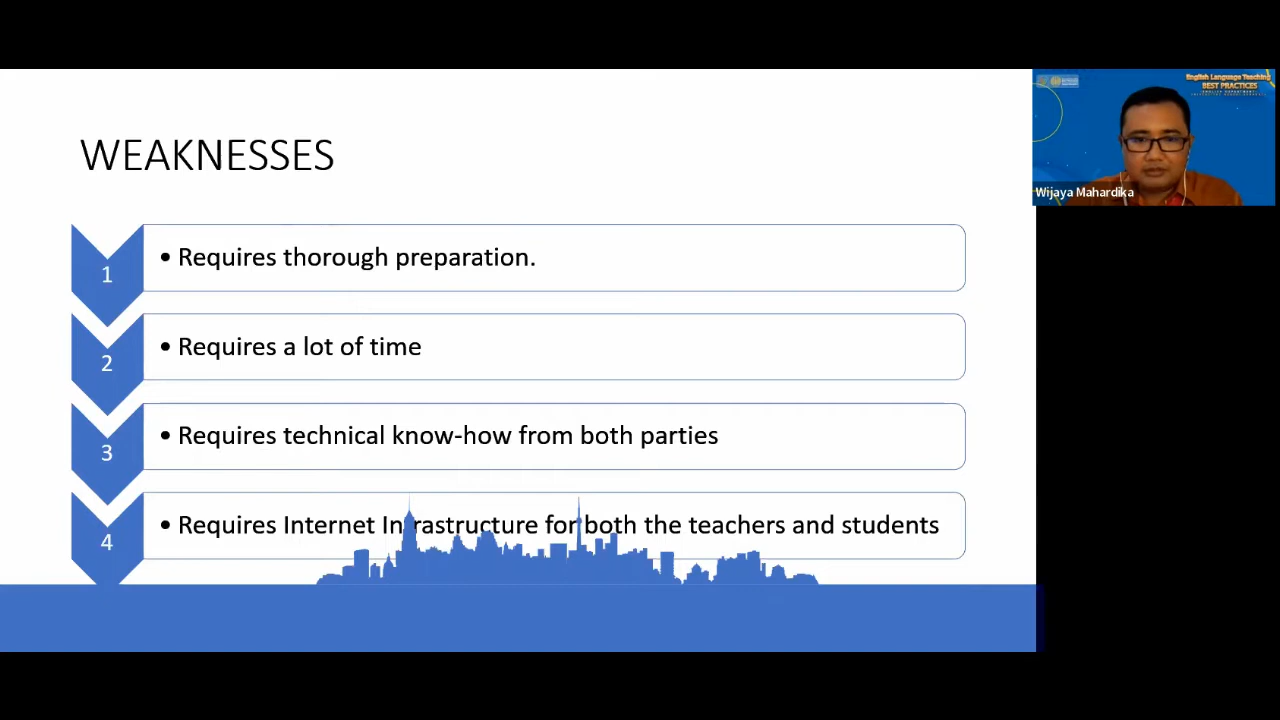 WEAKNESSES
1
• Requires thorough preparation.
2
• Requires a lot of time
3
• Requires technical know-how from both parties
4
• Requires Internet Infrastructure for both the teachers and students
English Language Teaching
BEST PRACTICES
Wijaya Mahardika